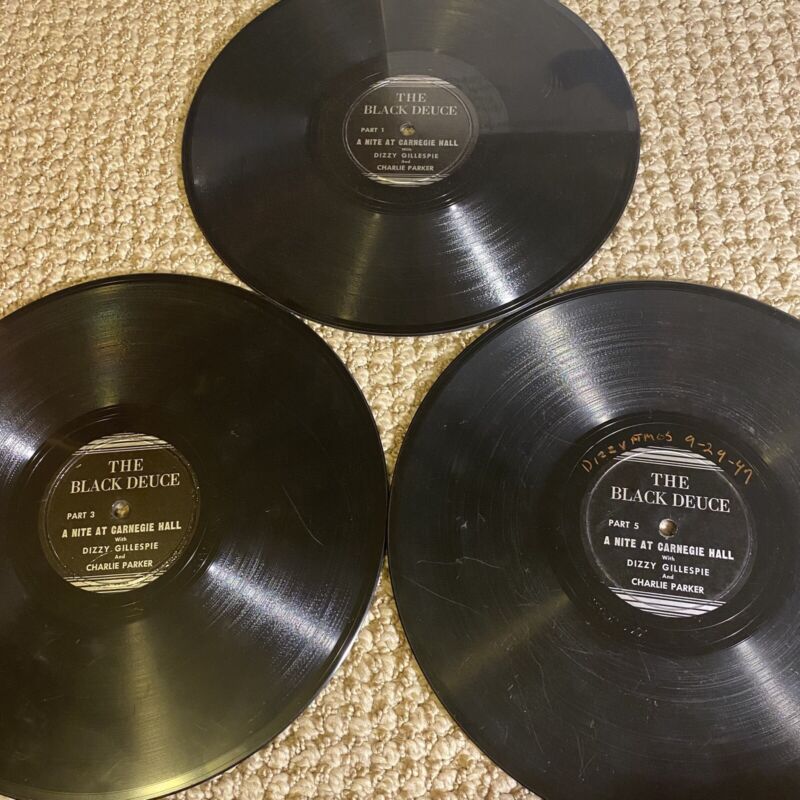 THE
BLACK DEUCE
PART 1
A NITE AT CARNEGIE HALL
With
DIZZY GILLESPIE
And
CHARLIE PARKER
THE
BLACK DEUCE
PART 3
A NITE AT CARNEGIE HALL
With
DIZZY GILLESPIE
And
CHARLIE PARKER
DIZZY ATMOS 9-29-47
THE
BLACK DEUCE
PART 5
A NITE AT CARNEGIE HALL
With
DIZZY GILLESPIE
And
CHARLIE PARKER